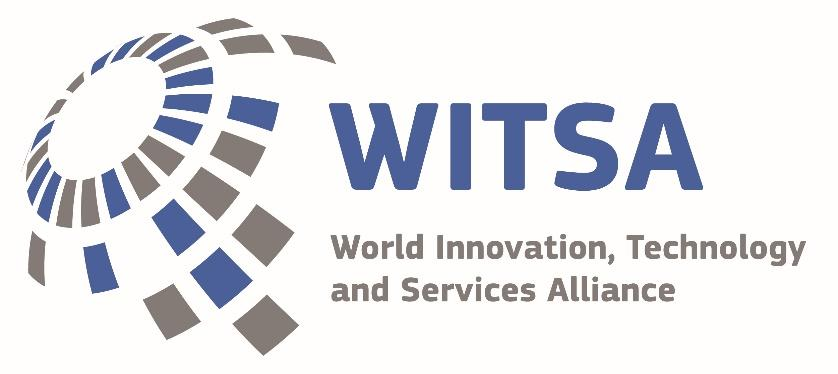 WITSA
World Innovation, Technology
and Services Alliance